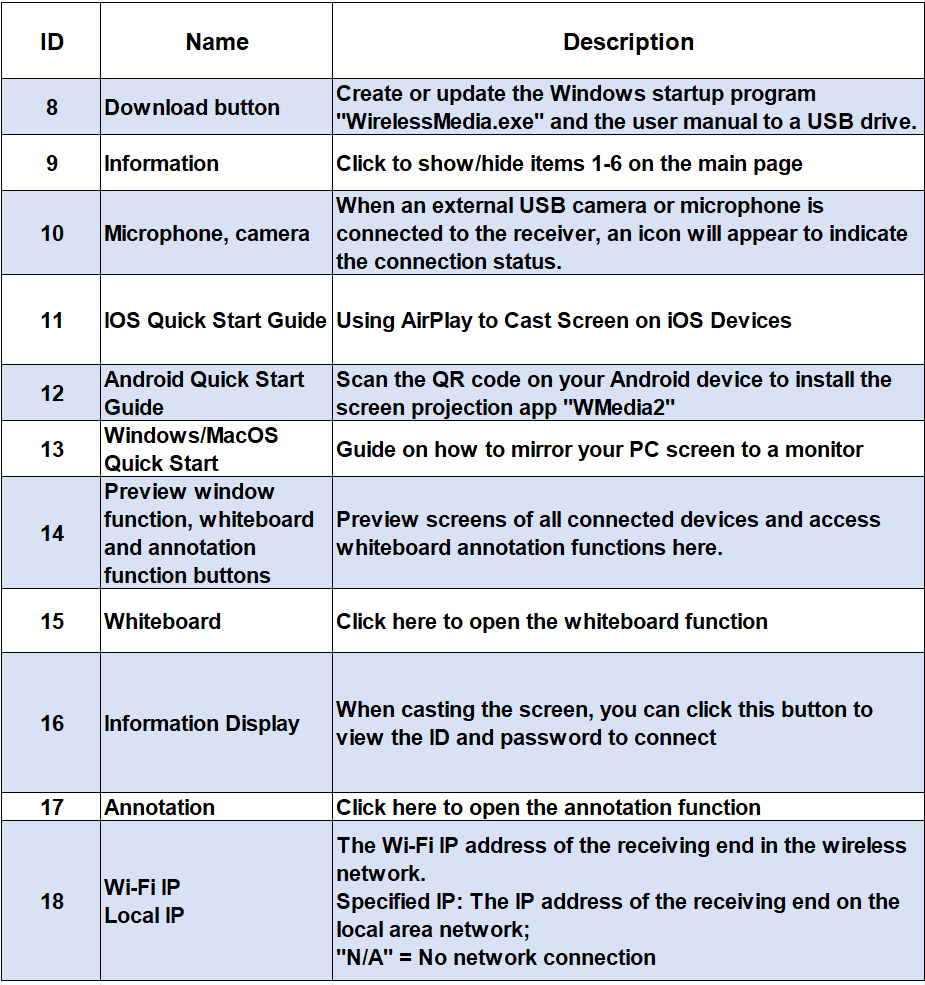 ID Name Description
8 Download button Create or update the Windows startup program
"WirelessMedia.exe" and the user manual to a USB drive.
9 Information Click to show/hide items 1-6 on the main page
10 Microphone, camera When an external USB camera or microphone is
connected to the receiver, an icon will appear to indicate
the connection status.
11 IOS Quick Start Guide Using AirPlay to Cast Screen on iOS Devices
12 Android Quick Start
Guide
Scan the QR code on your Android device to install the
screen projection app "WMedia2"
13 Windows/MacOS
Quick Start
Guide on how to mirror your PC screen to a monitor
14 Preview window
function, whiteboard
and annotation
function buttons
Preview screens of all connected devices and access
whiteboard annotation functions here.
15 Whiteboard Click here to open the whiteboard function
16 Information Display When casting the screen, you can click this button to
view the ID and password to connect
17 Annotation Click here to open the annotation function
18 Wi-Fi IP
Local IP
The Wi-Fi IP address of the receiving end in the wireless
network.
Specified IP: The IP address of the receiving end on the
local area network;
"N/A" = No network connection